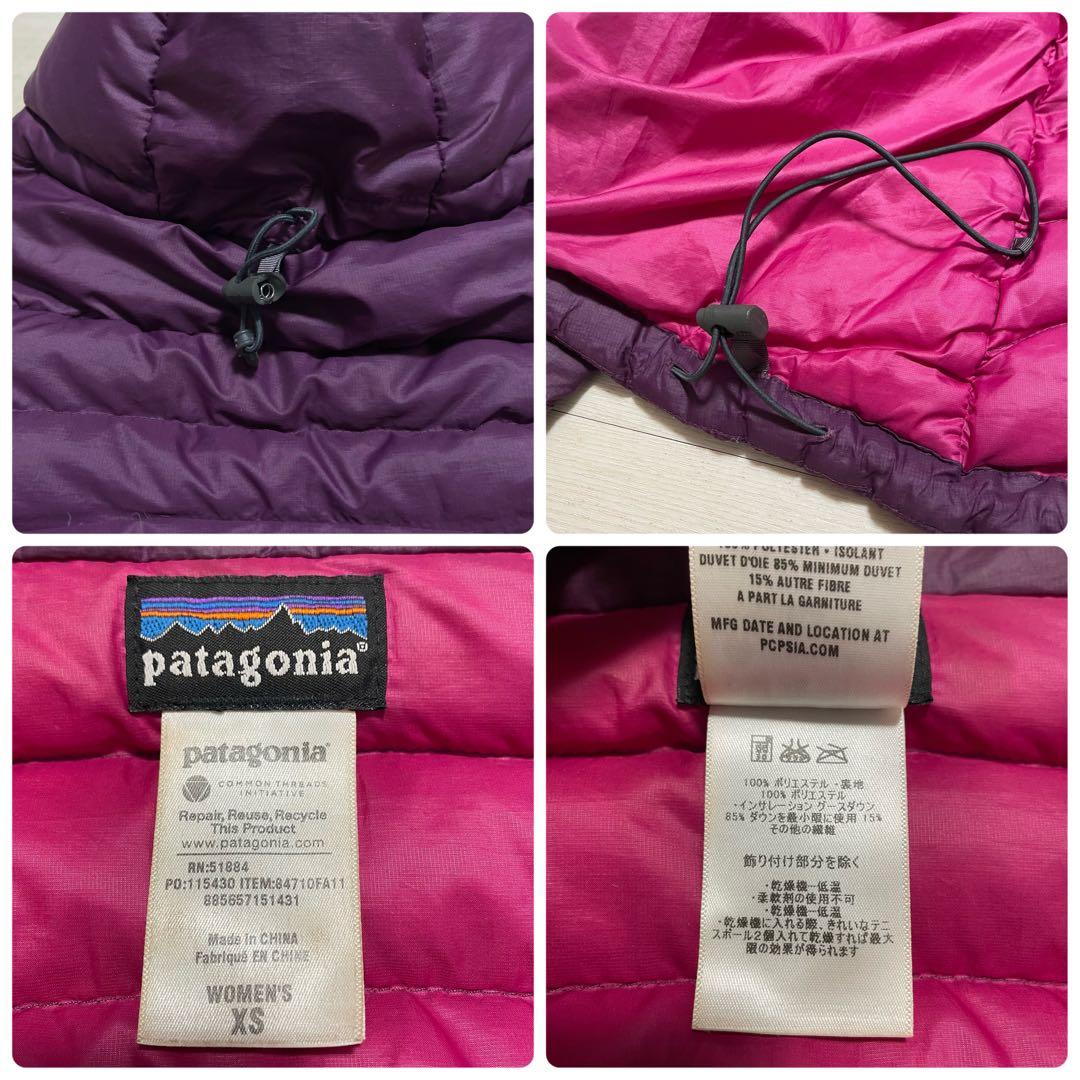 patagonia
patagonia
COMMON THREADS
INITIATIVE
Repair, Reuse, Recycle
This Product
www.patagonia.com
RN:51884
PO:115430 ITEM:84710FA11
885657151431
Made in CHINA
Fabriqué EN CHINE
WOMEN'S
XS
100% POLYESTER • ISOLANT
DUVET D'OIE 85% MINIMUM DUVET
15% AUTRE FIBRE
A PART LA GARNITURE
MFG DATE AND LOCATION AT
PCPSIA.COM
100% ポリエステル・裏地
100% ポリエステル
・インサレーション グースダウン
85% ダウンを最小限に使用 15%
その他の繊維
飾り付け部分を除く
・乾燥機-低温
・柔軟剤の使用不可
・乾燥機-低温
・乾燥機に入れる際、きれいなテニ
スボール2個入れて乾燥すれば最大
限の効果が得られます